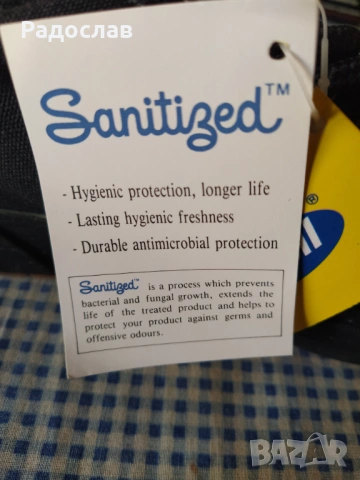 Радослав
Sanitized™
- Hygienic protection, longer life
- Lasting hygienic freshness
- Durable antimicrobial protection
Sanitized™ is a process which prevents
bacterial and fungal growth, extends the
life of the treated product and helps to
protect your product against germs and
offensive odours.
®
BAZAR